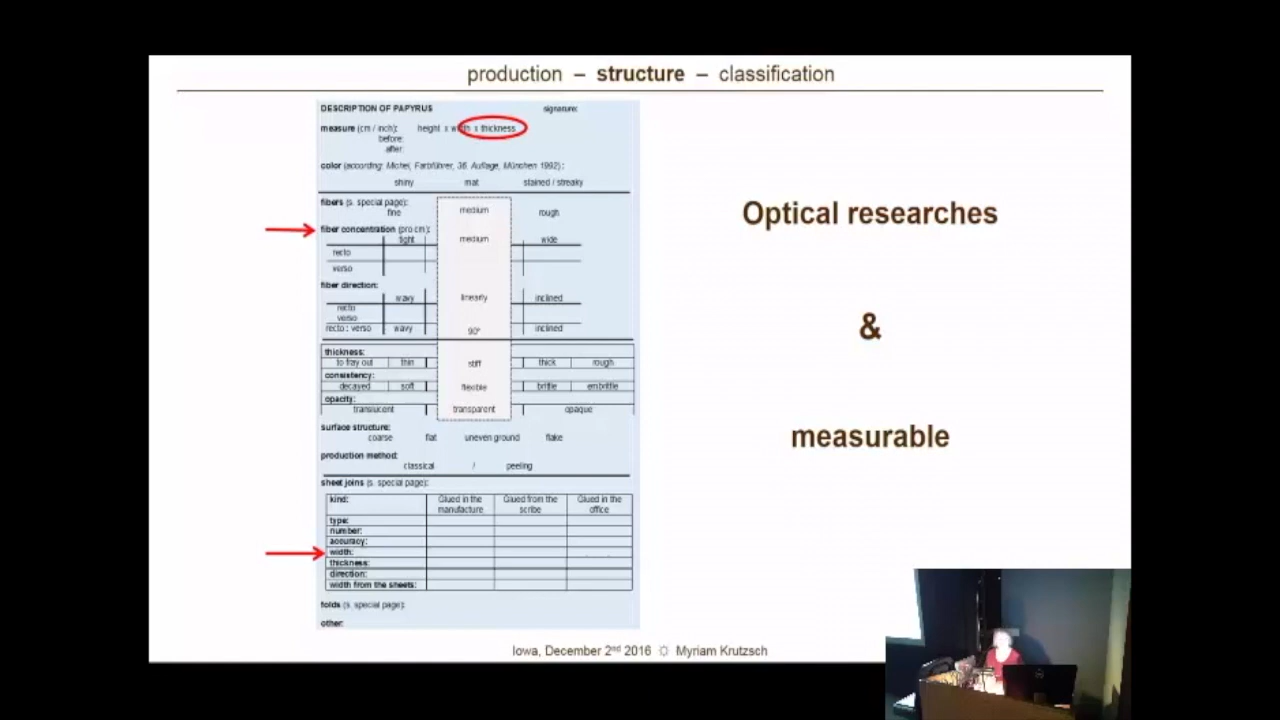 production – structure – classification
DESCRIPTION OF PAPYRUS signature:
measure (cm / inch): height x width x thickness
before:
after:
color (according: Michel, Farbführer, 36. Auflage, München 1992) :
shiny mat stained / streaky
fibers (s. special page):
fine medium rough
fiber concentration (pro cm):
tight medium wide
recto
verso
fiber direction:
wavy linearly inclined
recto
verso
recto : verso wavy 90° inclined
thickness:
to fray out thin stiff thick rough
consistency:
decayed soft flexible brittle embrittle
opacity:
translucent transparent opaque
surface structure:
coarse flat uneven ground flake
production method:
classical / peeling
sheet joins (s. special page):
kind: Glued in the manufacture Glued from the scribe Glued in the office
type:
number:
accuracy:
width:
thickness:
direction:
width from the sheets:
folds (s. special page):
other:
Optical researches
&
measurable
Iowa, December 2nd 2016 ☼ Myriam Krutzsch